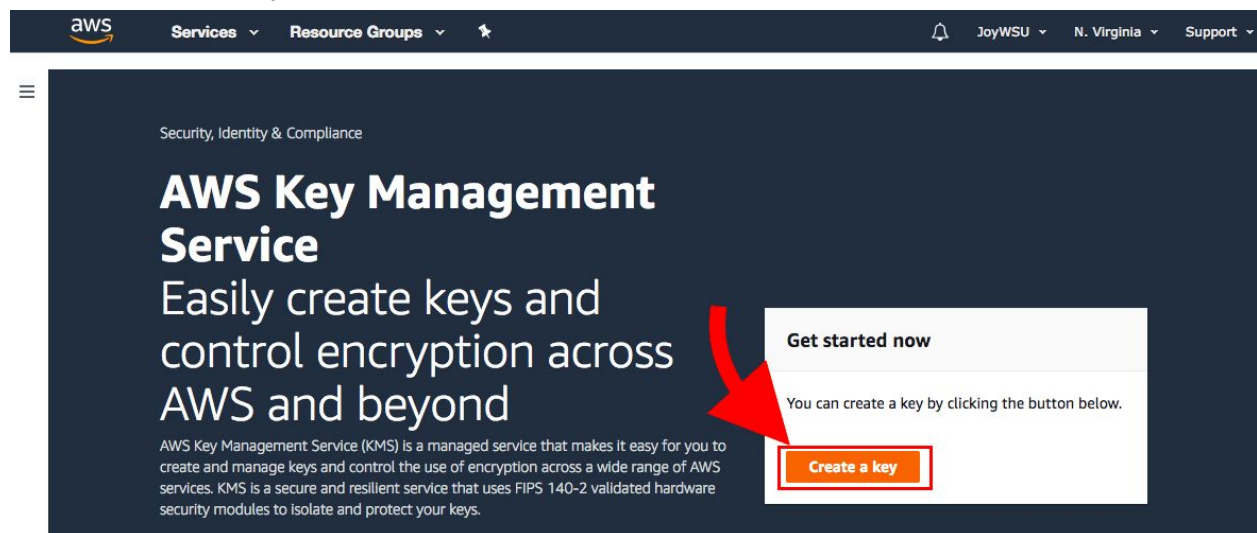 aws Services Resource Groups JoyWSU N. Virginia Support
Security, Identity & Compliance
AWS Key Management
Service
Easily create keys and
control encryption across
AWS and beyond
AWS Key Management Service (KMS) is a managed service that makes it easy for you to
create and manage keys and control the use of encryption across a wide range of AWS
services. KMS is a secure and resilient service that uses FIPS 140-2 validated hardware
security modules to isolate and protect your keys.
Get started now
You can create a key by clicking the button below.
Create a key